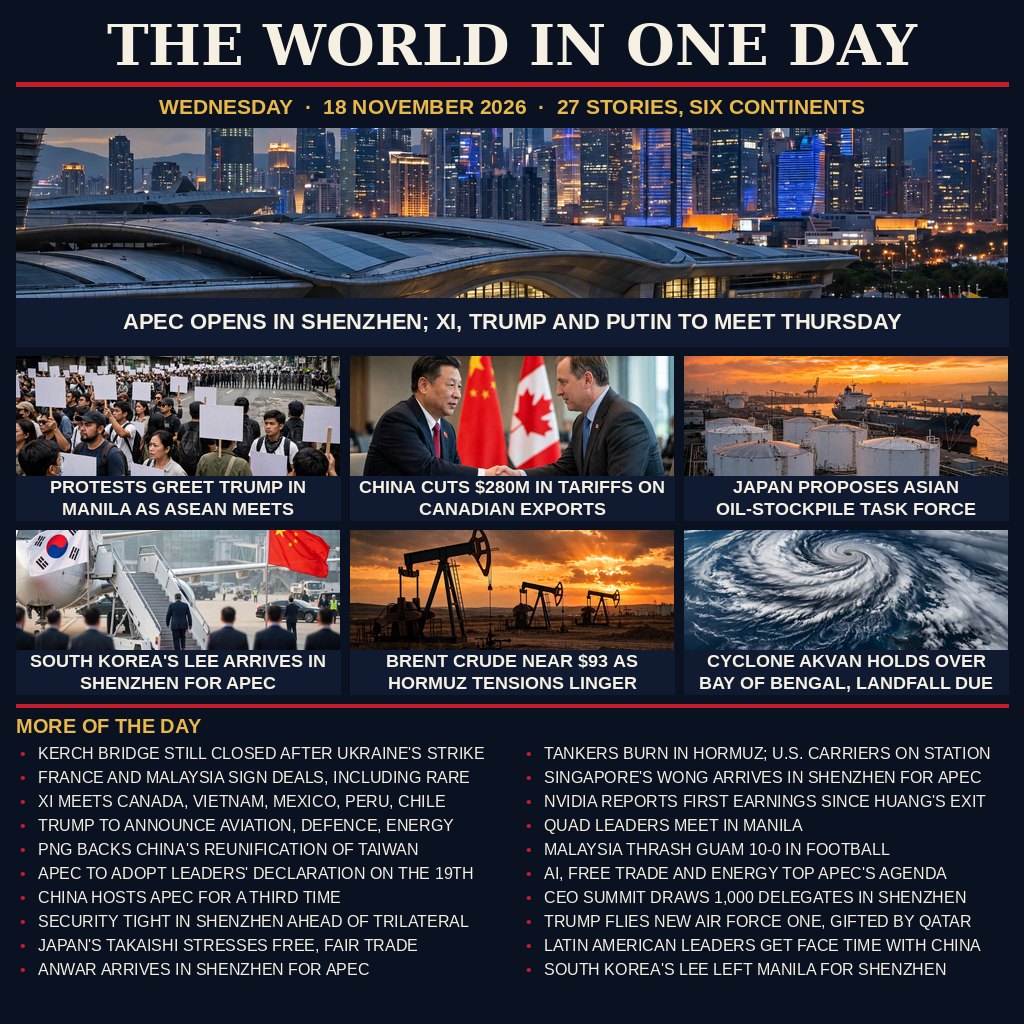 THE WORLD IN ONE DAY
WEDNESDAY · 18 NOVEMBER 2026 · 27 STORIES, SIX CONTINENTS
APEC OPENS IN SHENZHEN; XI, TRUMP AND PUTIN TO MEET THURSDAY
PROTESTS GREET TRUMP IN
MANILA AS ASEAN MEETS
CHINA CUTS $280M IN TARIFFS ON
CANADIAN EXPORTS
JAPAN PROPOSES ASIAN
OIL-STOCKPILE TASK FORCE
SOUTH KOREA'S LEE ARRIVES IN
SHENZHEN FOR APEC
BRENT CRUDE NEAR $93 AS
HORMUZ TENSIONS LINGER
CYCLONE AKVAN HOLDS OVER
BAY OF BENGAL, LANDFALL DUE
MORE OF THE DAY
• KERCH BRIDGE STILL CLOSED AFTER UKRAINE'S STRIKE
• FRANCE AND MALAYSIA SIGN DEALS, INCLUDING RARE
• XI MEETS CANADA, VIETNAM, MEXICO, PERU, CHILE
• TRUMP TO ANNOUNCE AVIATION, DEFENCE, ENERGY
• PNG BACKS CHINA'S REUNIFICATION OF TAIWAN
• APEC TO ADOPT LEADERS' DECLARATION ON THE 19TH
• CHINA HOSTS APEC FOR A THIRD TIME
• SECURITY TIGHT IN SHENZHEN AHEAD OF TRILATERAL
• JAPAN'S TAKAISHI STRESSES FREE, FAIR TRADE
• ANWAR ARRIVES IN SHENZHEN FOR APEC
• TANKERS BURN IN HORMUZ; U.S. CARRIERS ON STATION
• SINGAPORE'S WONG ARRIVES IN SHENZHEN FOR APEC
• NVIDIA REPORTS FIRST EARNINGS SINCE HUANG'S EXIT
• QUAD LEADERS MEET IN MANILA
• MALAYSIA THRASH GUAM 10-0 IN FOOTBALL
• AI, FREE TRADE AND ENERGY TOP APEC'S AGENDA
• CEO SUMMIT DRAWS 1,000 DELEGATES IN SHENZHEN
• TRUMP FLIES NEW AIR FORCE ONE, GIFTED BY QATAR
• LATIN AMERICAN LEADERS GET FACE TIME WITH CHINA
• SOUTH KOREA'S LEE LEFT MANILA FOR SHENZHEN